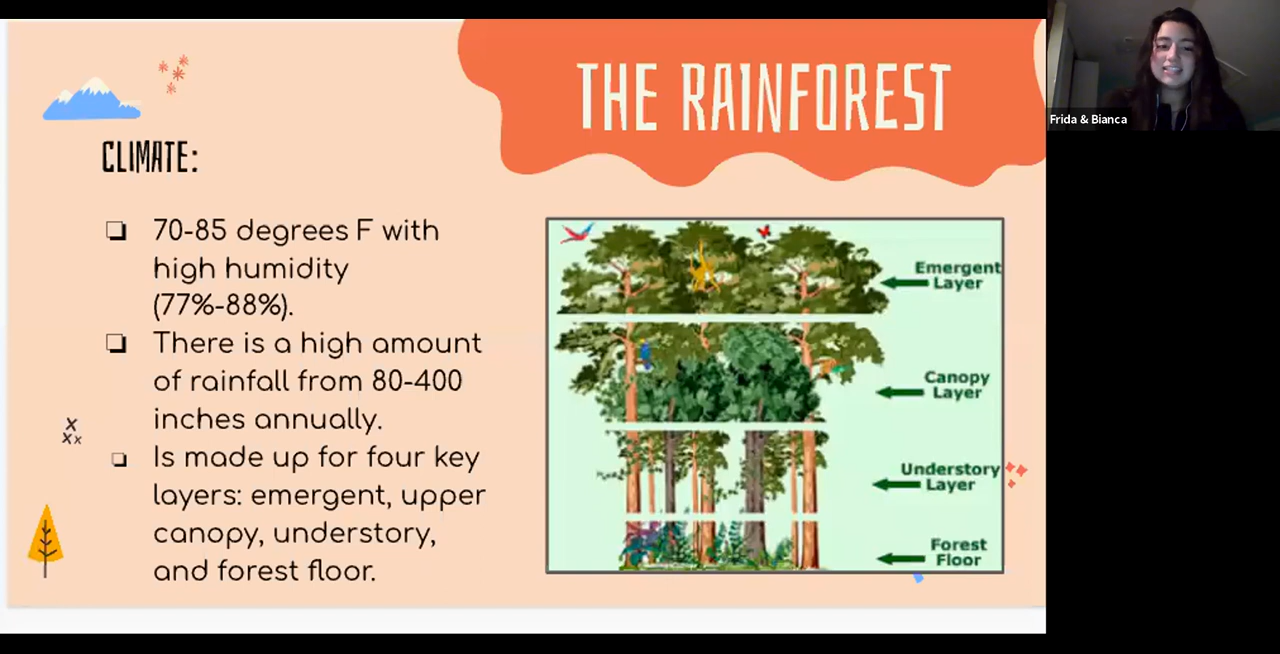 THE RAINFOREST
Frida & Bianca
CLIMATE:
70-85 degrees F with
high humidity
(77%-88%).
There is a high amount
of rainfall from 80-400
inches annually.
Is made up for four key
layers: emergent, upper
canopy, understory,
and forest floor.
Emergent
Layer
Canopy
Layer
Understory
Layer
Forest
Floor